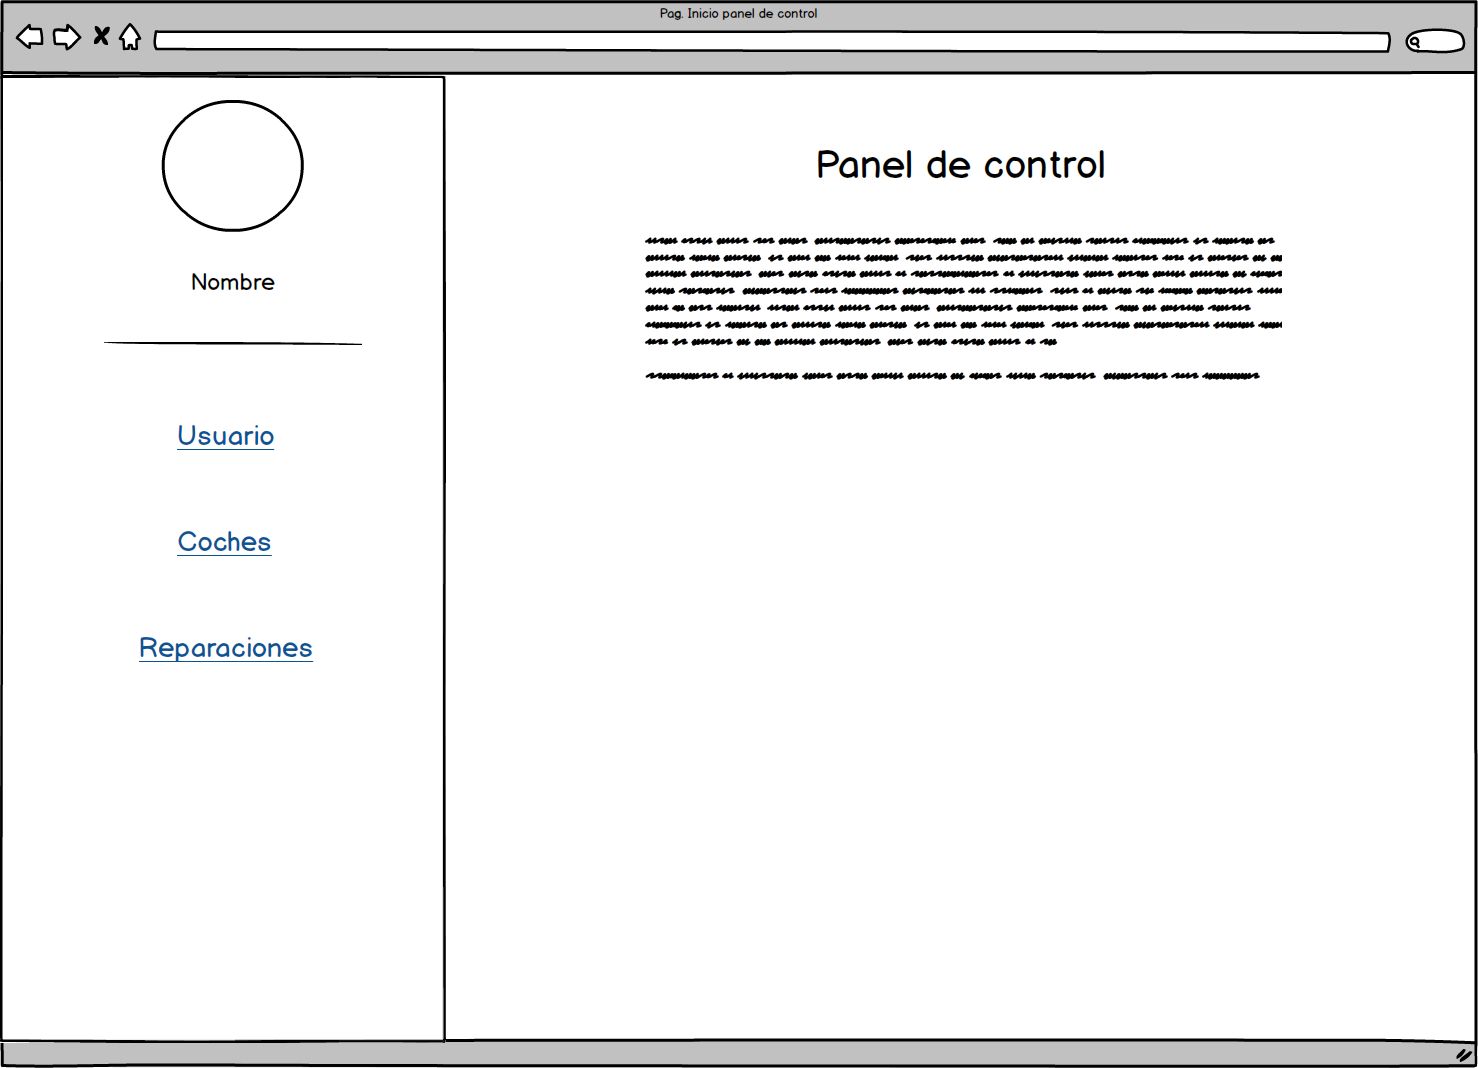 Pag. Inicio panel de control
Nombre
Usuario
Coches
Reparaciones
Panel de control